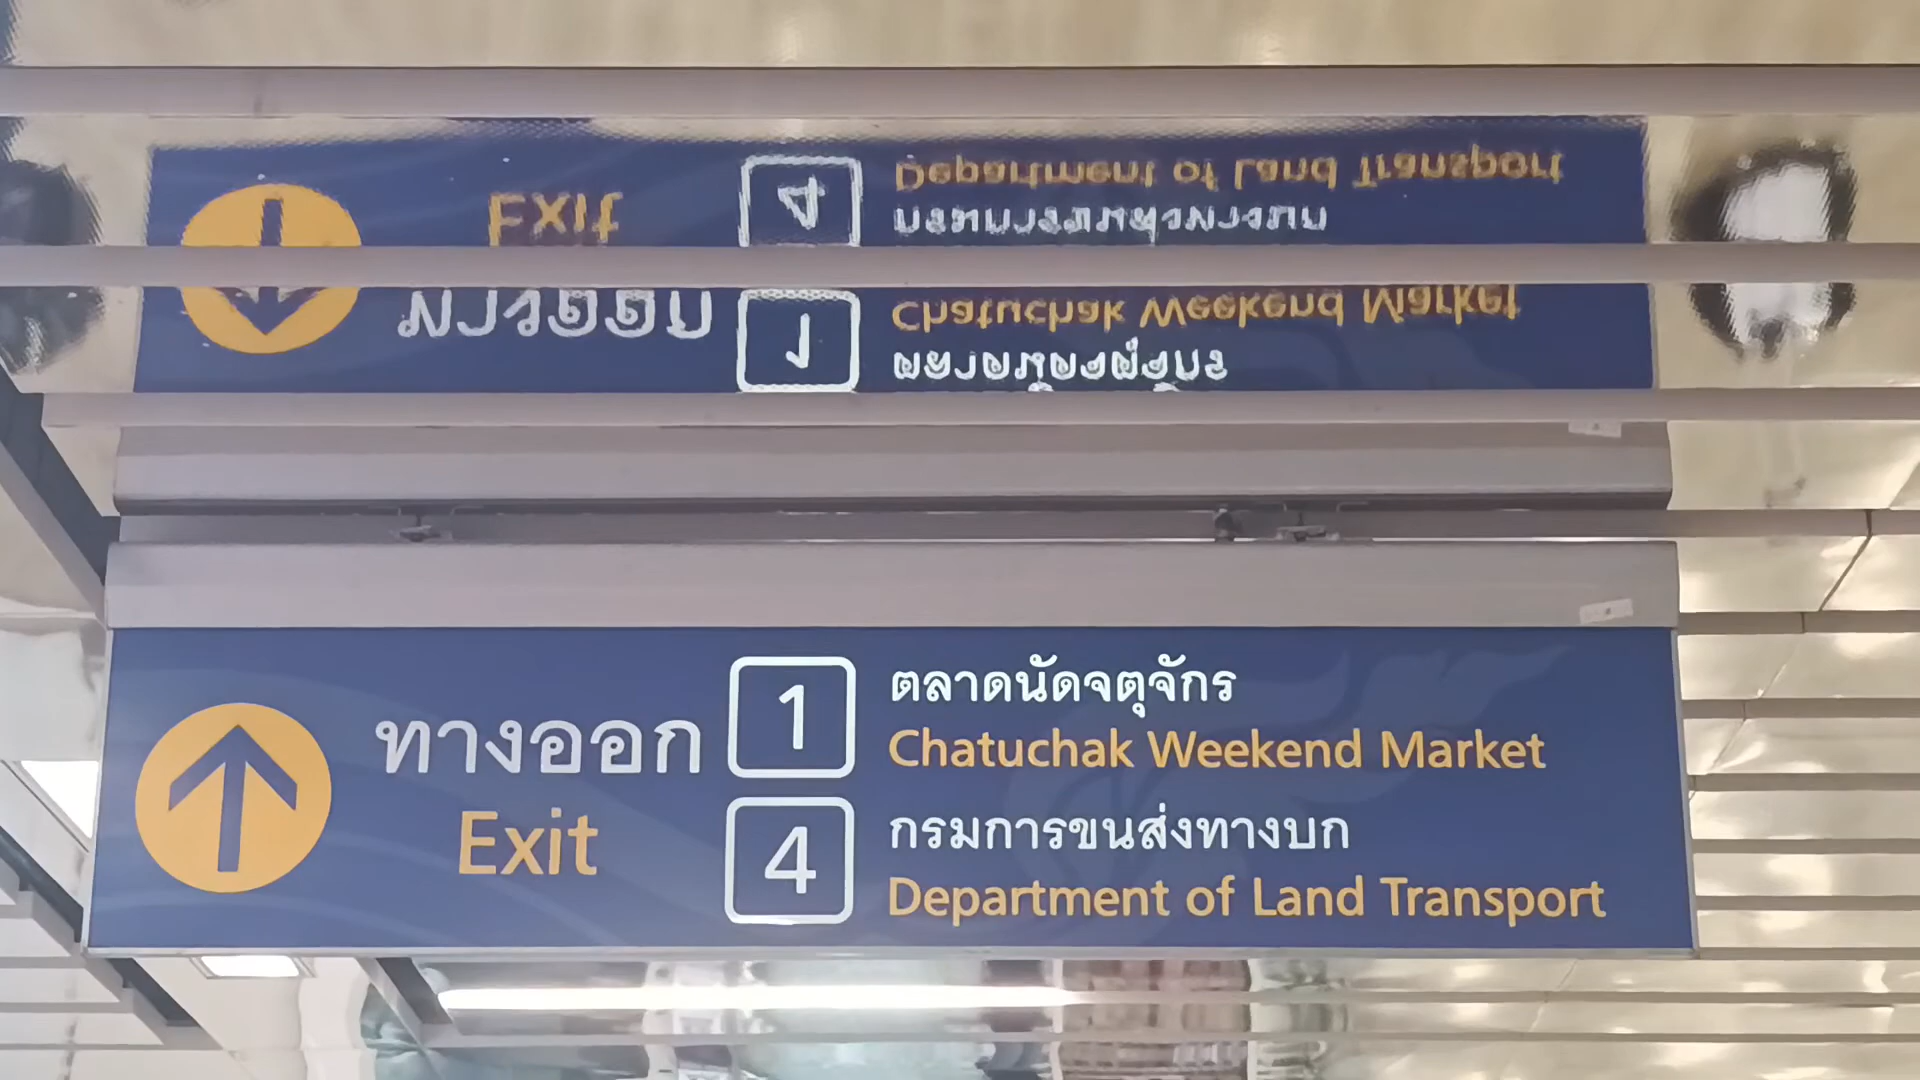 ทางออก
Exit
1
ตลาดนัดจตุจักร
Chatuchak Weekend Market
4
กรมการขนส่งทางบก
Department of Land Transport